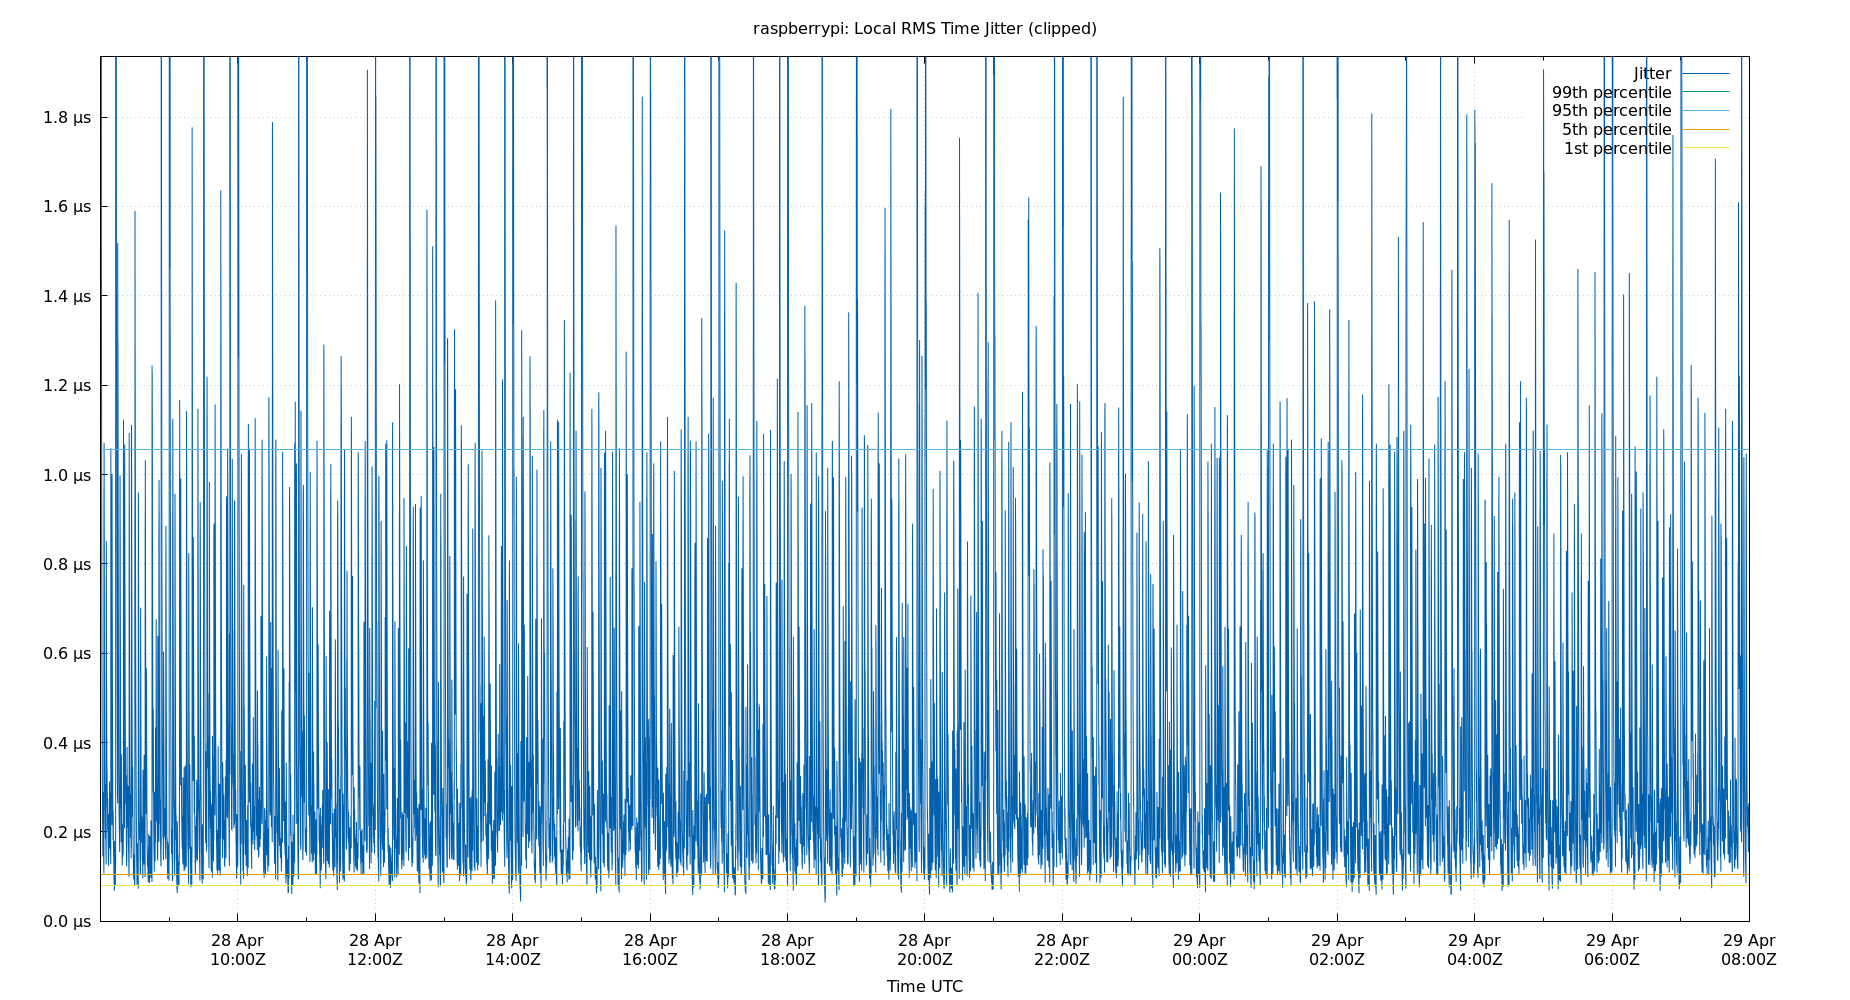 raspberrypi: Local RMS Time Jitter (clipped)
Jitter
99th percentile
95th percentile
5th percentile
1st percentile
1.8 µs
1.6 µs
1.4 µs
1.2 µs
1.0 µs
0.8 µs
0.6 µs
0.4 µs
0.2 µs
0.0 µs
28 Apr 28 Apr 28 Apr 28 Apr 28 Apr 28 Apr 28 Apr 29 Apr 29 Apr 29 Apr 29 Apr 29 Apr
10:00Z 12:00Z 14:00Z 16:00Z 18:00Z 20:00Z 22:00Z 00:00Z 02:00Z 04:00Z 06:00Z 08:00Z
Time UTC